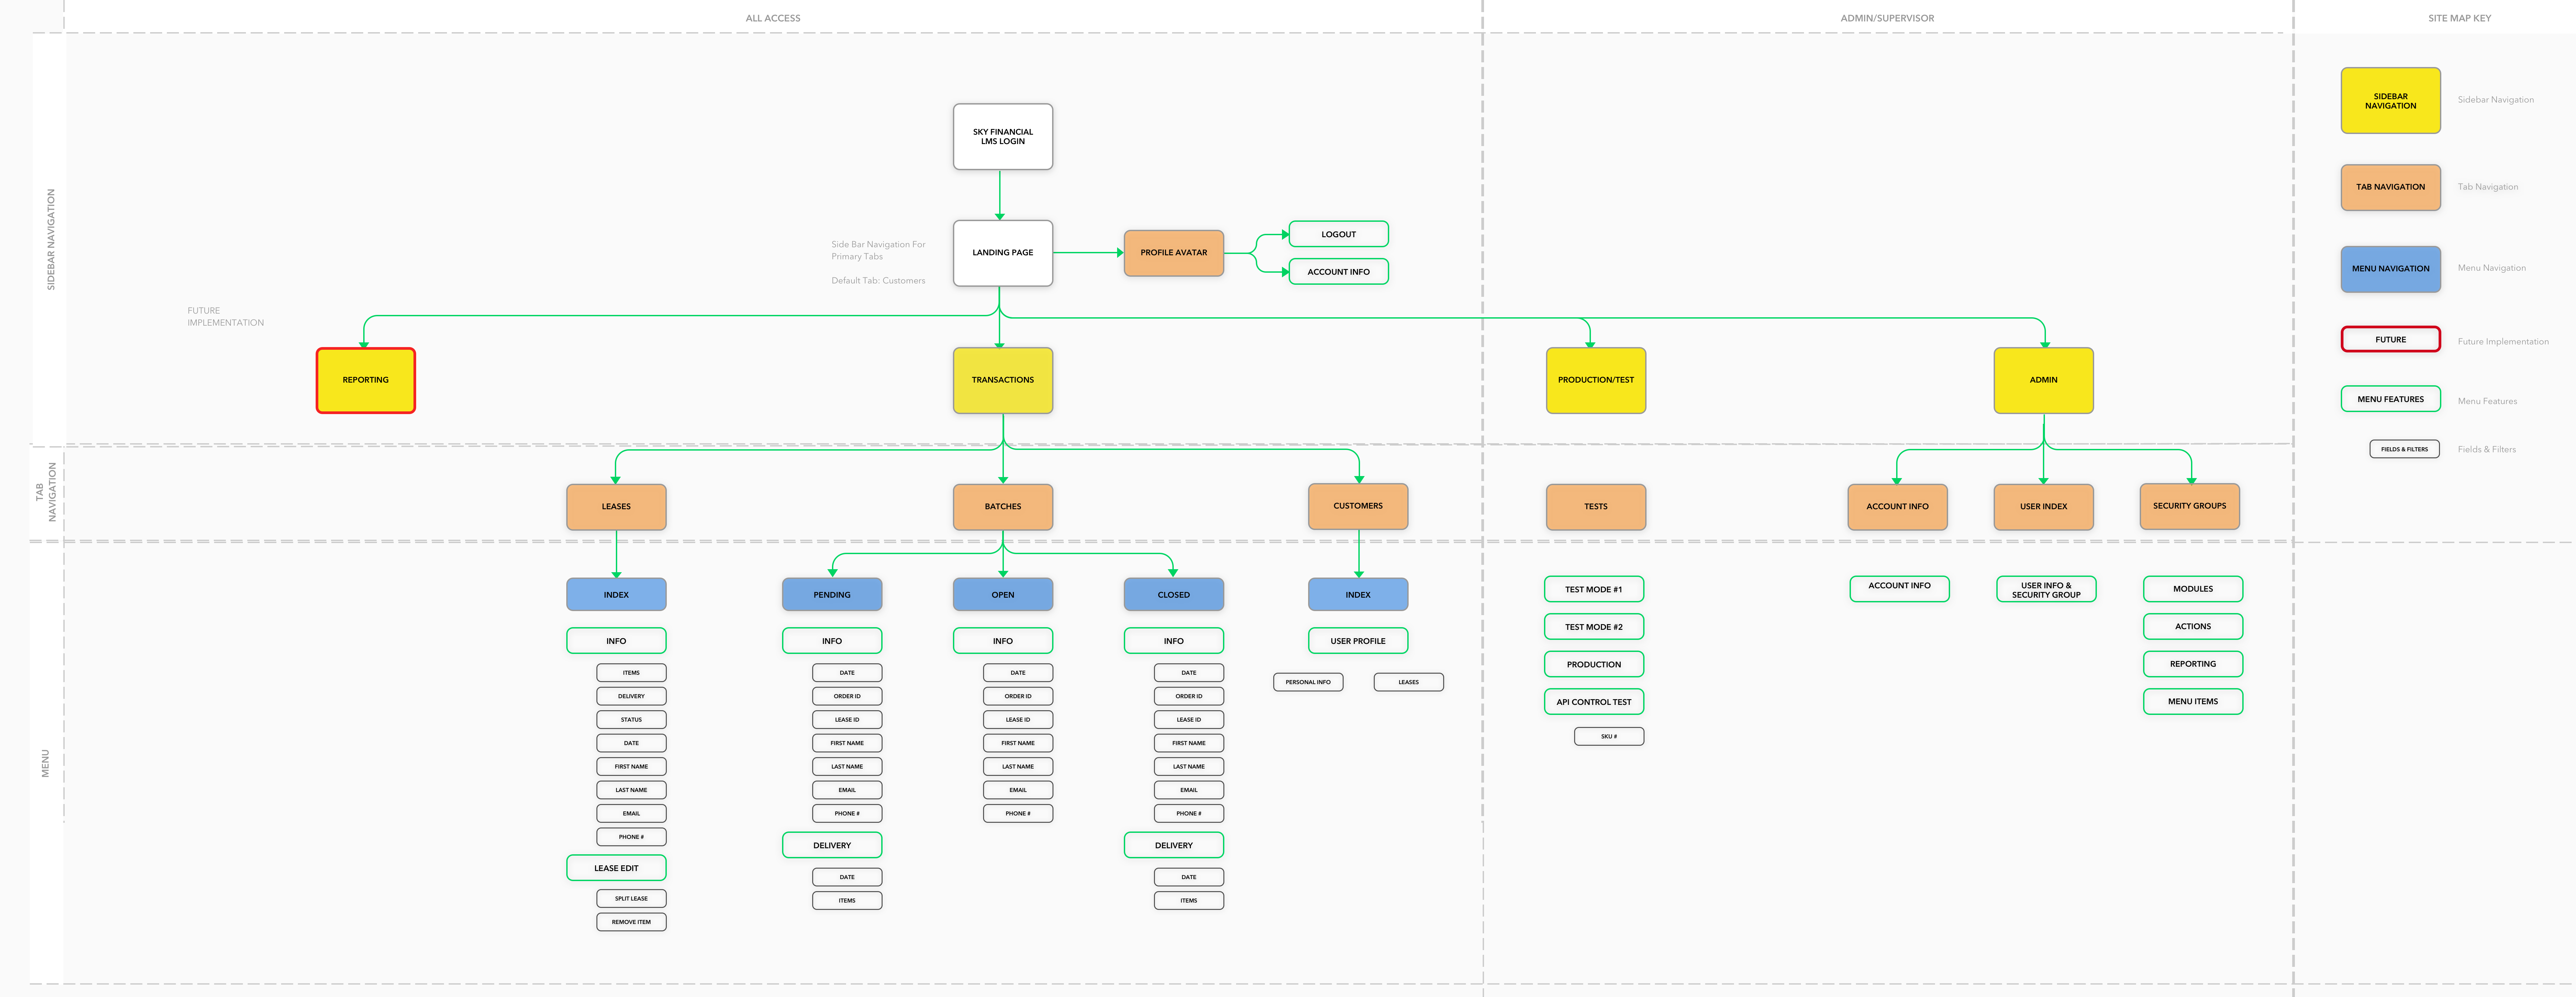 ALL ACCESS
ADMIN/SUPERVISOR
SITE MAP KEY
SIDEBAR NAVIGATION
SKY FINANCIAL
LMS LOGIN
LANDING PAGE
Side Bar Navigation For
Primary Tabs
Default Tab: Customers
PROFILE AVATAR
LOGOUT
ACCOUNT INFO
FUTURE
IMPLEMENTATION
REPORTING
TRANSACTIONS
PRODUCTION/TEST
ADMIN
SIDEBAR
NAVIGATION
Sidebar Navigation
TAB NAVIGATION
Tab Navigation
MENU NAVIGATION
Menu Navigation
FUTURE
Future Implementation
MENU FEATURES
Menu Features
FIELDS & FILTERS
Fields & Filters
TAB
NAVIGATION
LEASES
BATCHES
CUSTOMERS
TESTS
ACCOUNT INFO
USER INDEX
SECURITY GROUPS
MENU
INDEX
INFO
ITEMS
DELIVERY
STATUS
DATE
FIRST NAME
LAST NAME
EMAIL
PHONE #
LEASE EDIT
SPLIT LEASE
REMOVE ITEM
PENDING
INFO
DATE
ORDER ID
LEASE ID
FIRST NAME
LAST NAME
EMAIL
PHONE #
DELIVERY
DATE
ITEMS
OPEN
INFO
DATE
ORDER ID
LEASE ID
FIRST NAME
LAST NAME
EMAIL
PHONE #
CLOSED
INFO
DATE
ORDER ID
LEASE ID
FIRST NAME
LAST NAME
EMAIL
PHONE #
DELIVERY
DATE
ITEMS
INDEX
USER PROFILE
PERSONAL INFO
LEASES
TEST MODE #1
TEST MODE #2
PRODUCTION
API CONTROL TEST
SKU #
ACCOUNT INFO
USER INFO &
SECURITY GROUP
MODULES
ACTIONS
REPORTING
MENU ITEMS